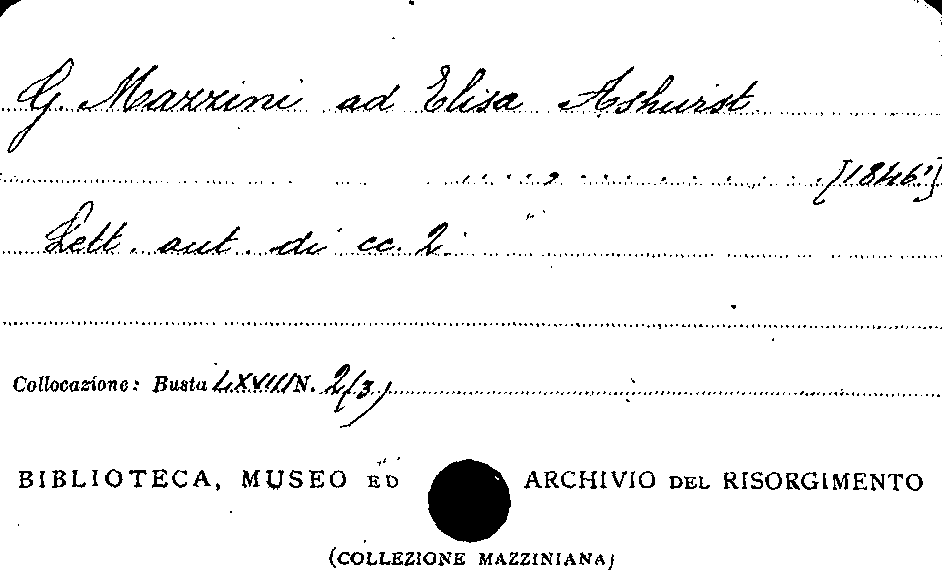 G. Mazzini ad Elisa Ashurst
[1846?]
Lett. aut. di cc. 2.
Collocazione: Busta LXVIII N. 2(3)
BIBLIOTECA, MUSEO ED ARCHIVIO DEL RISORGIMENTO
(COLLEZIONE MAZZINIANA)